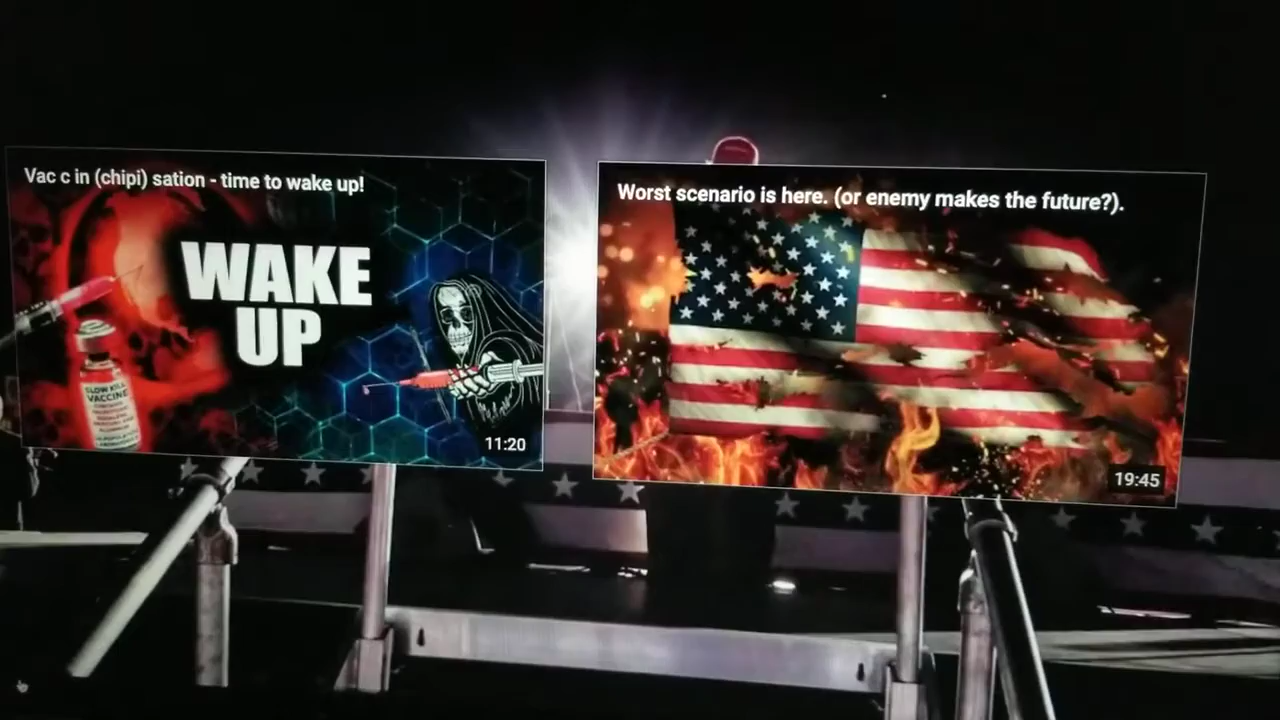 Vac c in (chipi) sation - time to wake up!
WAKE
UP
VACCINE
11:20
Worst scenario is here. (or enemy makes the future?).
19:45